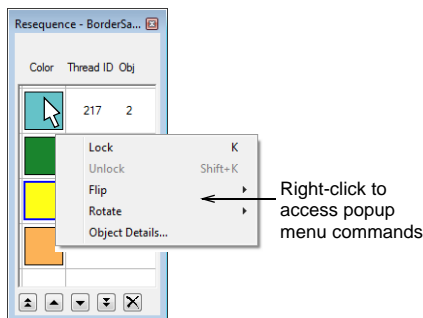 Resequence - BorderSa...
Color Thread ID Obj
217 2
Lock K
Unlock Shift+K
Flip
Rotate
Object Details...
Right-click to
access popup
menu commands